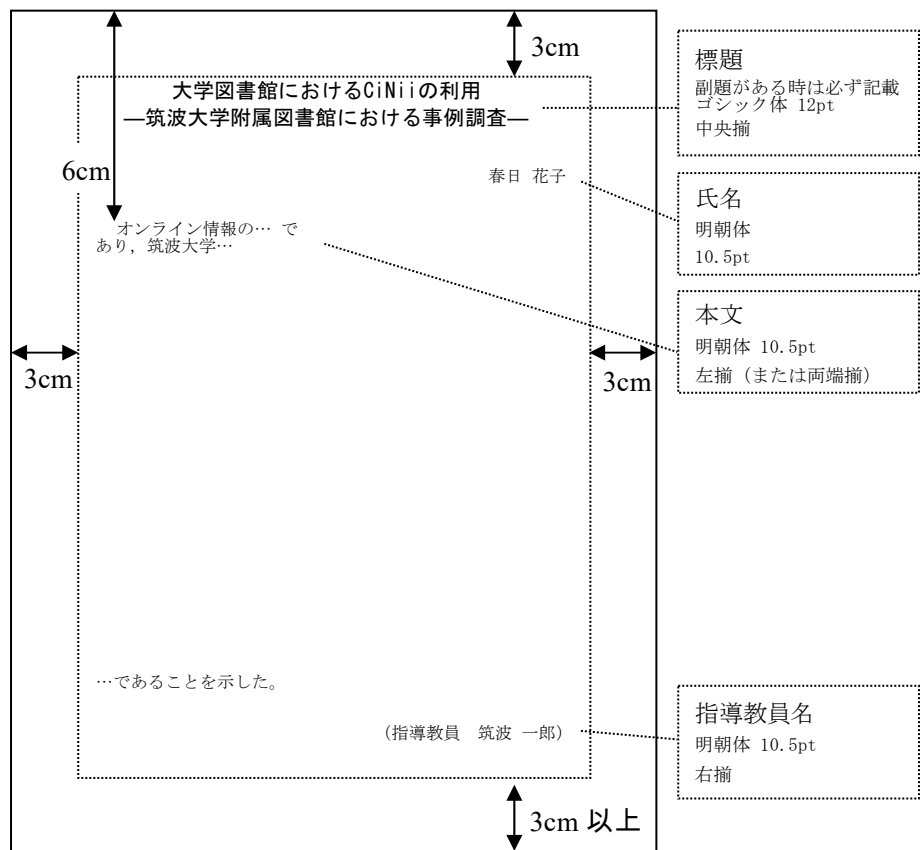 3cm
大学図書館におけるCiNiiの利用
―筑波大学附属図書館における事例調査―
6cm
春日 花子
オンライン情報の… で
あり，筑波大学…
3cm
3cm
…であることを示した。
（指導教員　筑波 一郎）
3cm 以上
標題
副題がある時は必ず記載
ゴシック体 12pt
中央揃
氏名
明朝体
10.5pt
本文
明朝体 10.5pt
左揃（または両端揃）
指導教員名
明朝体 10.5pt
右揃